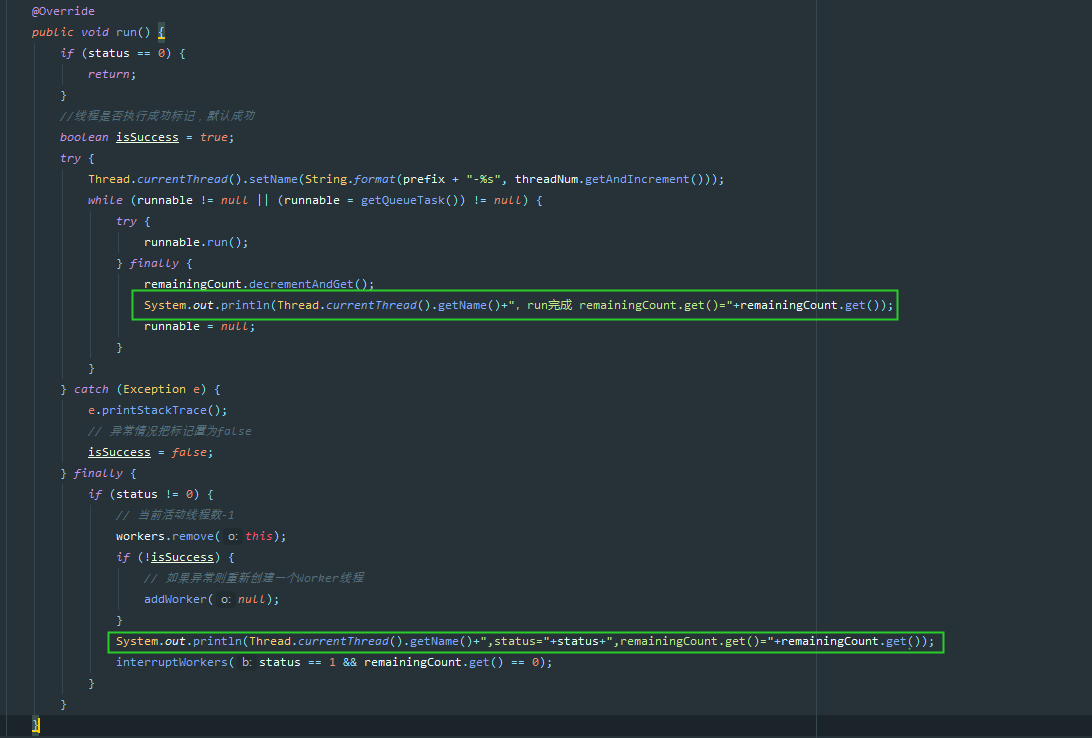 @Override
public void run() {
if (status == 0) {
return;
}
//线程是否执行成功标记，默认成功
boolean isSuccess = true;
try {
Thread.currentThread().setName(String.format(prefix + "-%s", threadNum.getAndIncrement()));
while (runnable != null || (runnable = getQueueTask()) != null) {
try {
runnable.run();
} finally {
remainingCount.decrementAndGet();
System.out.println(Thread.currentThread().getName()+", run完成 remainingCount.get()="+remainingCount.get());
runnable = null;
}
}
} catch (Exception e) {
e.printStackTrace();
// 异常情况把标记置为false
isSuccess = false;
} finally {
if (status != 0) {
// 当前活动线程数-1
workers.remove( o: this);
if (!isSuccess) {
// 如果异常则重新创建一个Worker线程
addWorker( o: null);
}
System.out.println(Thread.currentThread().getName()+",status="+status+",remainingCount.get()="+remainingCount.get());
interruptWorkers( b: status == 1 && remainingCount.get() == 0);
}
}
}